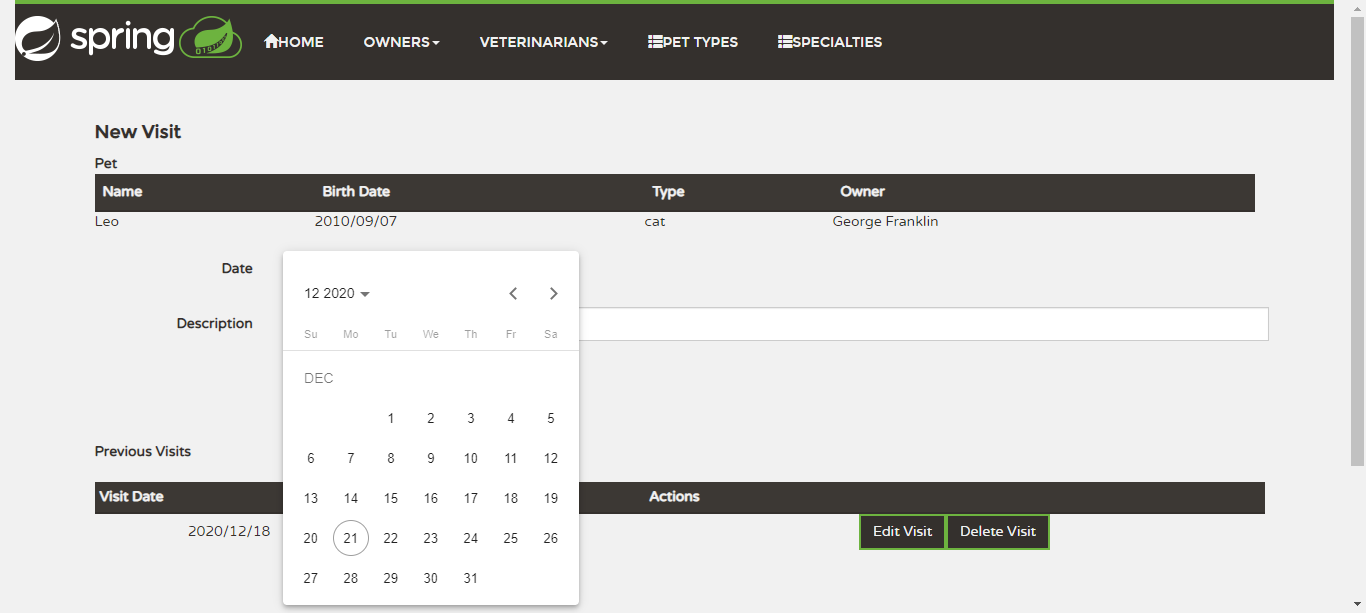 spring HOME OWNERS VETERINARIANS PET TYPES SPECIALTIES
New Visit
Pet
Name Birth Date Type Owner
Leo 2010/09/07 cat George Franklin
Date
12 2020
Description
Su Mo Tu We Th Fr Sa
DEC
1 2 3 4 5
6 7 8 9 10 11 12
13 14 15 16 17 18 19
20 21 22 23 24 25 26
27 28 29 30 31
Previous Visits
Visit Date Actions
2020/12/18 Edit Visit Delete Visit